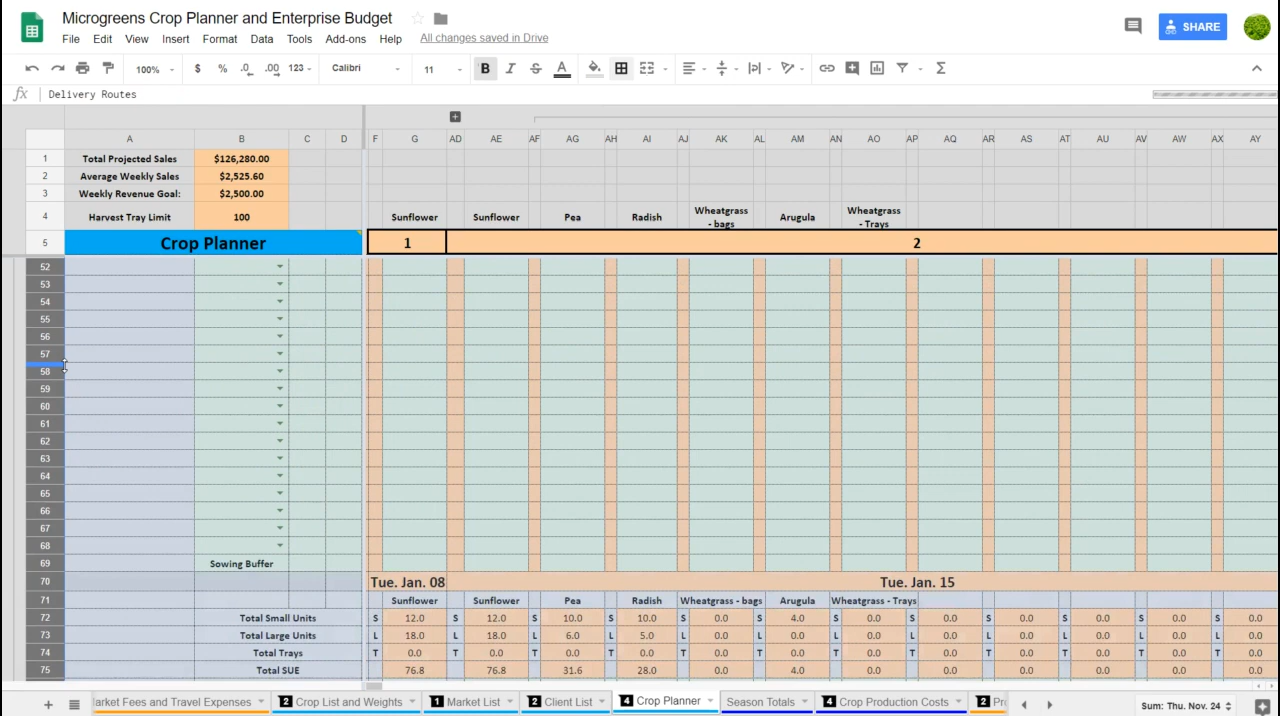 Microgreens Crop Planner and Enterprise Budget
File Edit View Insert Format Data Tools Add-ons Help All changes saved in Drive
SHARE
100% $ % .0 .00 123 Calibri 11 B I S A Σ
fx Delivery Routes
A B C D F G AD AE AF AG AH AI AJ AK AL AM AN AO AP AQ AR AS AT AU AV AW AX AY
1 Total Projected Sales $126,280.00
2 Average Weekly Sales $2,525.60
3 Weekly Revenue Goal: $2,500.00
4 Harvest Tray Limit 100 Sunflower Sunflower Pea Radish Wheatgrass - bags Arugula Wheatgrass - Trays
5 Crop Planner 1 2
52
53
54
55
56
57
58
59
60
61
62
63
64
65
66
67
68
69 Sowing Buffer
70 Tue. Jan. 08 Tue. Jan. 15
71 Sunflower Sunflower Pea Radish Wheatgrass - bags Arugula Wheatgrass - Trays
72 Total Small Units S 12.0 S 12.0 S 10.0 S 10.0 S 0.0 S 4.0 S 0.0 S 0.0 S 0.0 S 0.0 S 0.0 S 0.0
73 Total Large Units L 18.0 L 18.0 L 6.0 L 5.0 L 0.0 L 0.0 L 0.0 L 0.0 L 0.0 L 0.0 L 0.0 L 0.0
74 Total Trays T 0.0 T 0.0 T 0.0 T 0.0 T 0.0 T 0.0 T 0.0 T 0.0 T 0.0 T 0.0 T 0.0 T 0.0
75 Total SUE 76.8 76.8 31.6 28.0 0.0 4.0 0.0 0.0 0.0 0.0 0.0 0.0
arket Fees and Travel Expenses 2 Crop List and Weights 1 Market List 2 Client List 4 Crop Planner Season Totals 4 Crop Production Costs 2 Pr Sum: Thu. Nov. 24